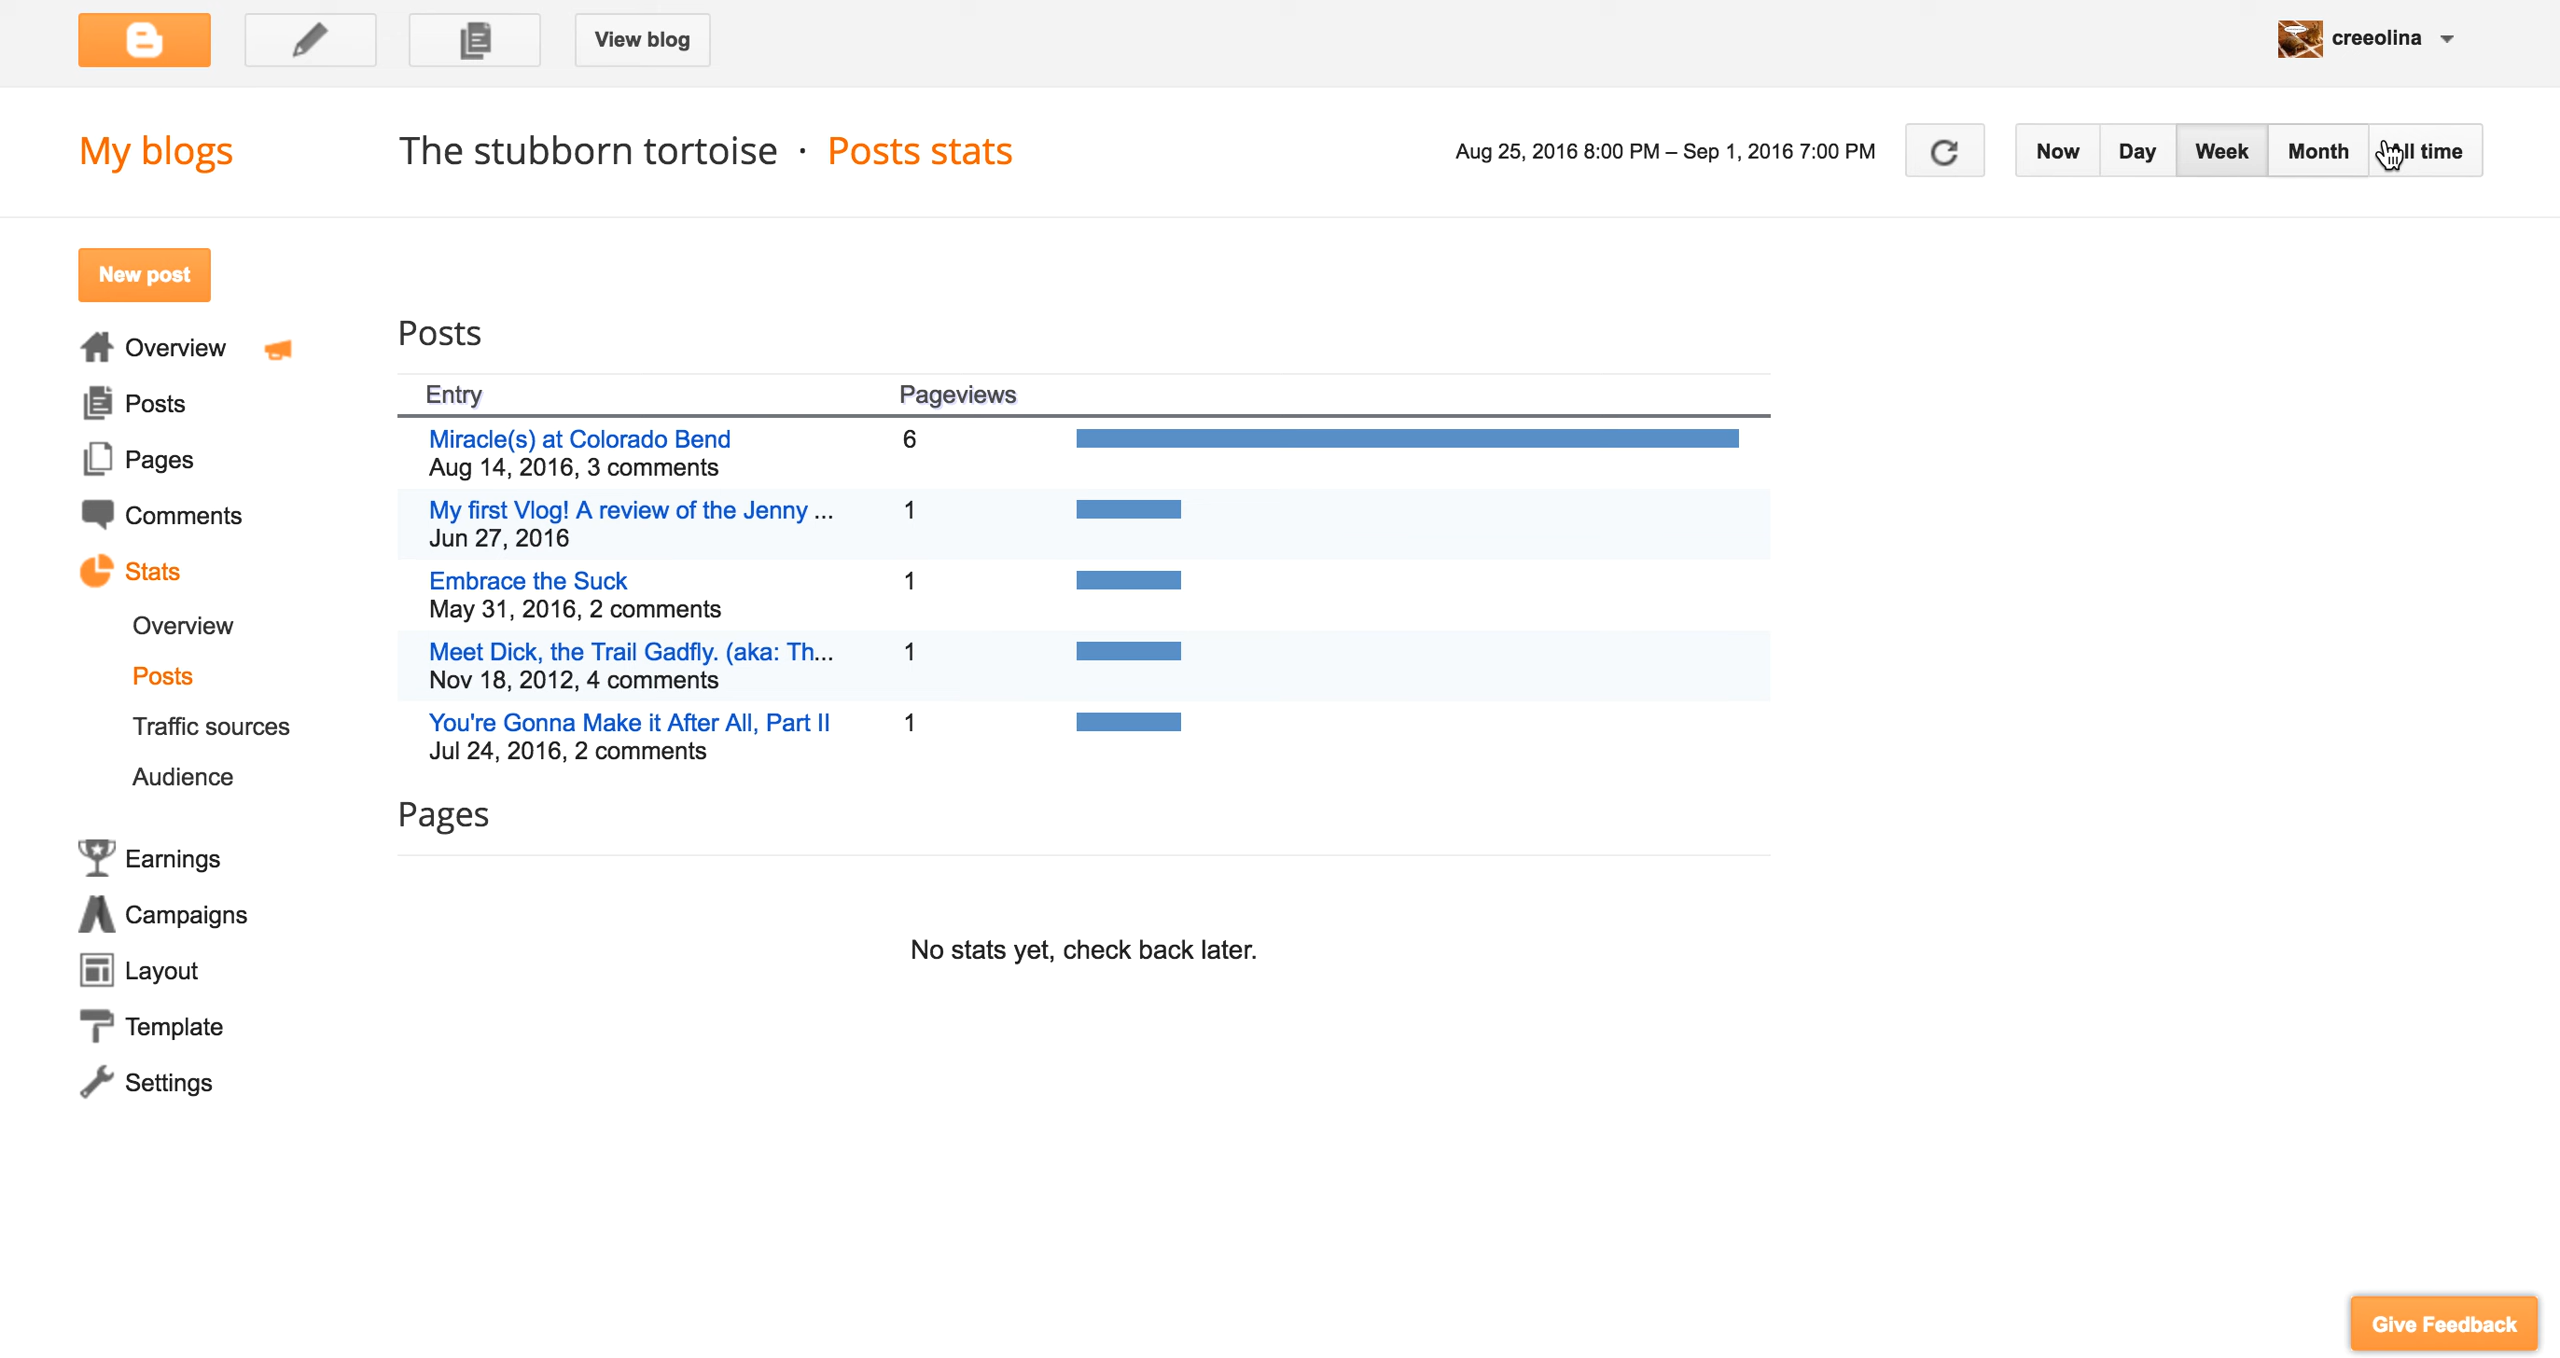 View blog
creeolina
My blogs
The stubborn tortoise · Posts stats
Aug 25, 2016 8:00 PM – Sep 1, 2016 7:00 PM
Now
Day
Week
Month
All time
New post
Overview
Posts
Pages
Comments
Stats
Overview
Posts
Traffic sources
Audience
Earnings
Campaigns
Layout
Template
Settings
Posts
Entry Pageviews
Miracle(s) at Colorado Bend 6
Aug 14, 2016, 3 comments
My first Vlog! A review of the Jenny ... 1
Jun 27, 2016
Embrace the Suck 1
May 31, 2016, 2 comments
Meet Dick, the Trail Gadfly. (aka: Th... 1
Nov 18, 2012, 4 comments
You're Gonna Make it After All, Part II 1
Jul 24, 2016, 2 comments
Pages
No stats yet, check back later.
Give Feedback